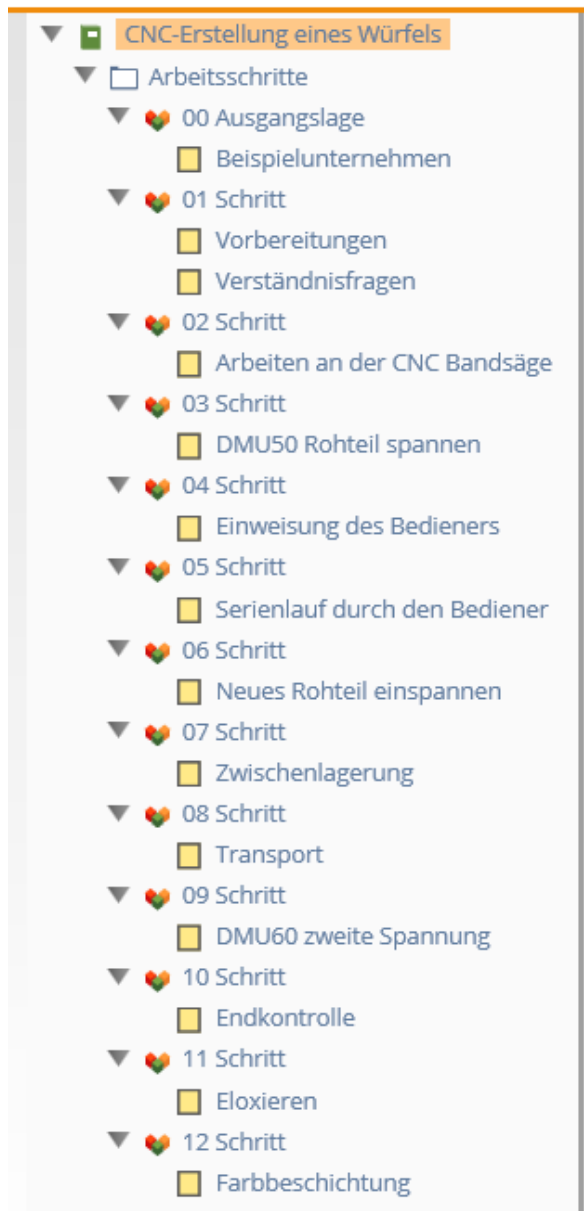 CNC-Erstellung eines Würfels
Arbeitsschritte
00 Ausgangslage
Beispielunternehmen
01 Schritt
Vorbereitungen
Verständnisfragen
02 Schritt
Arbeiten an der CNC Bandsäge
03 Schritt
DMU50 Rohteil spannen
04 Schritt
Einweisung des Bedieners
05 Schritt
Serienlauf durch den Bediener
06 Schritt
Neues Rohteil einspannen
07 Schritt
Zwischenlagerung
08 Schritt
Transport
09 Schritt
DMU60 zweite Spannung
10 Schritt
Endkontrolle
11 Schritt
Eloxieren
12 Schritt
Farbbeschichtung